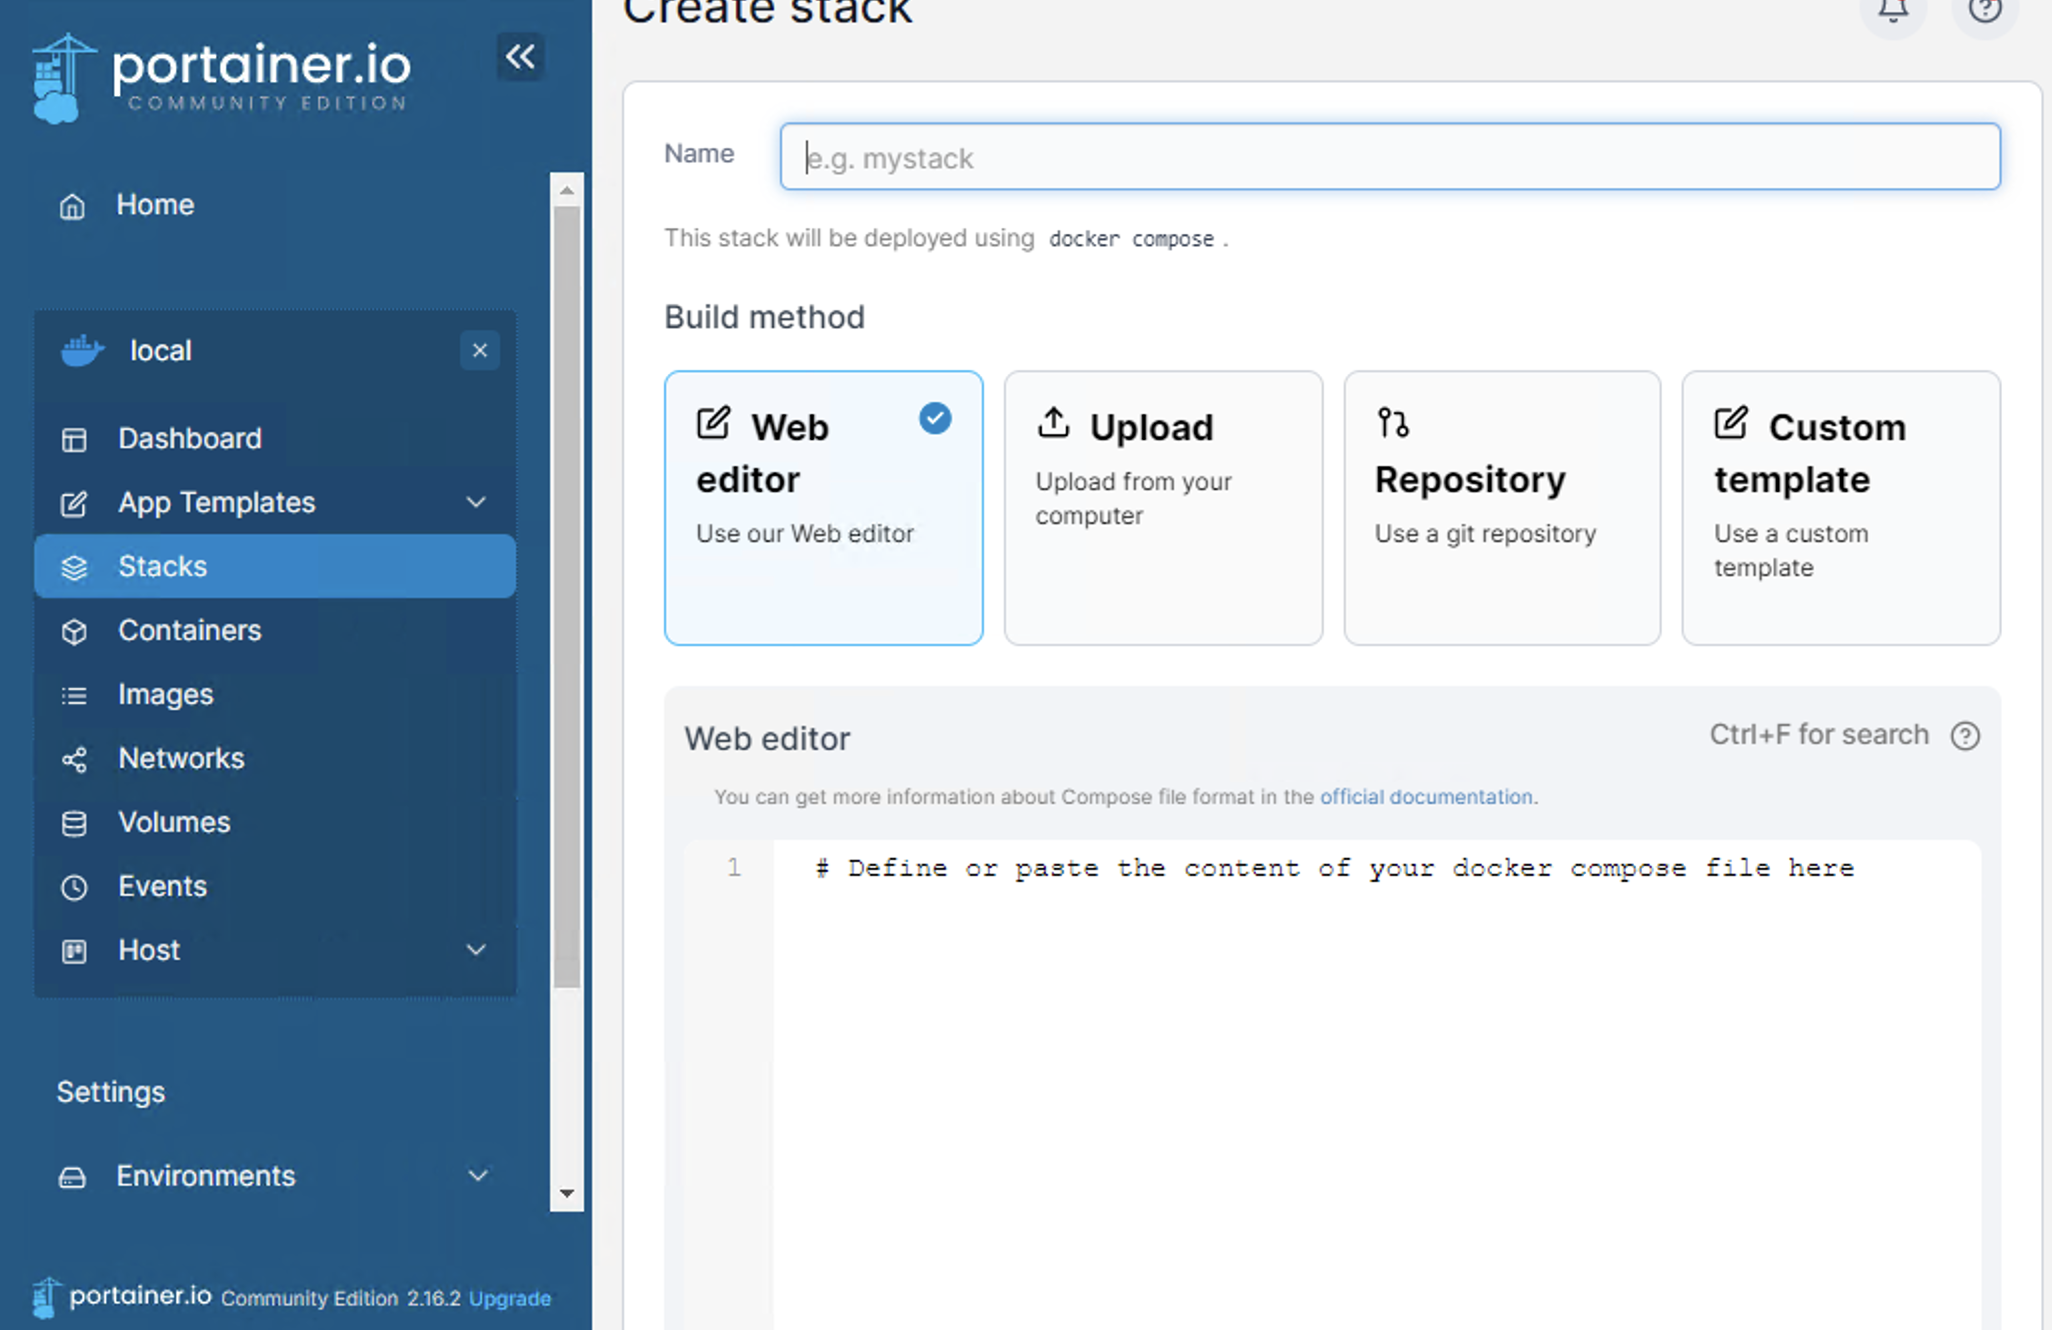 portainer.io
COMMUNITY EDITION
Home
local
Dashboard
App Templates
Stacks
Containers
Images
Networks
Volumes
Events
Host
Settings
Environments
portainer.io Community Edition 2.16.2 Upgrade
Create stack
Name
e.g. mystack
This stack will be deployed using docker compose .
Build method
Web
editor
Use our Web editor
Upload
Upload from your
computer
Repository
Use a git repository
Custom
template
Use a custom
template
Web editor
Ctrl+F for search
You can get more information about Compose file format in the official documentation.
1 # Define or paste the content of your docker compose file here